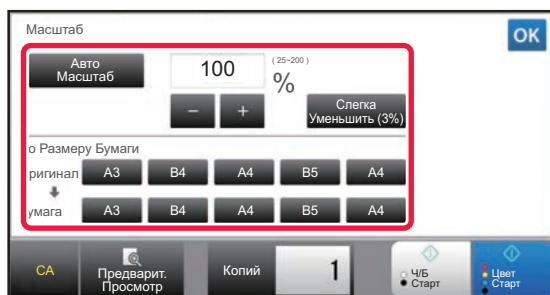 Масштаб
OK
Авто
Масштаб
100
(25~200)
%
−
+
Слегка
Уменьшить (3%)
о Размеру Бумаги
ригинал
A3 B4 A4 B5 A4
умага
A3 B4 A4 B5 A4
CA
Предварит.
Просмотр
Копий
1
Ч/Б
Старт
Цвет
Старт